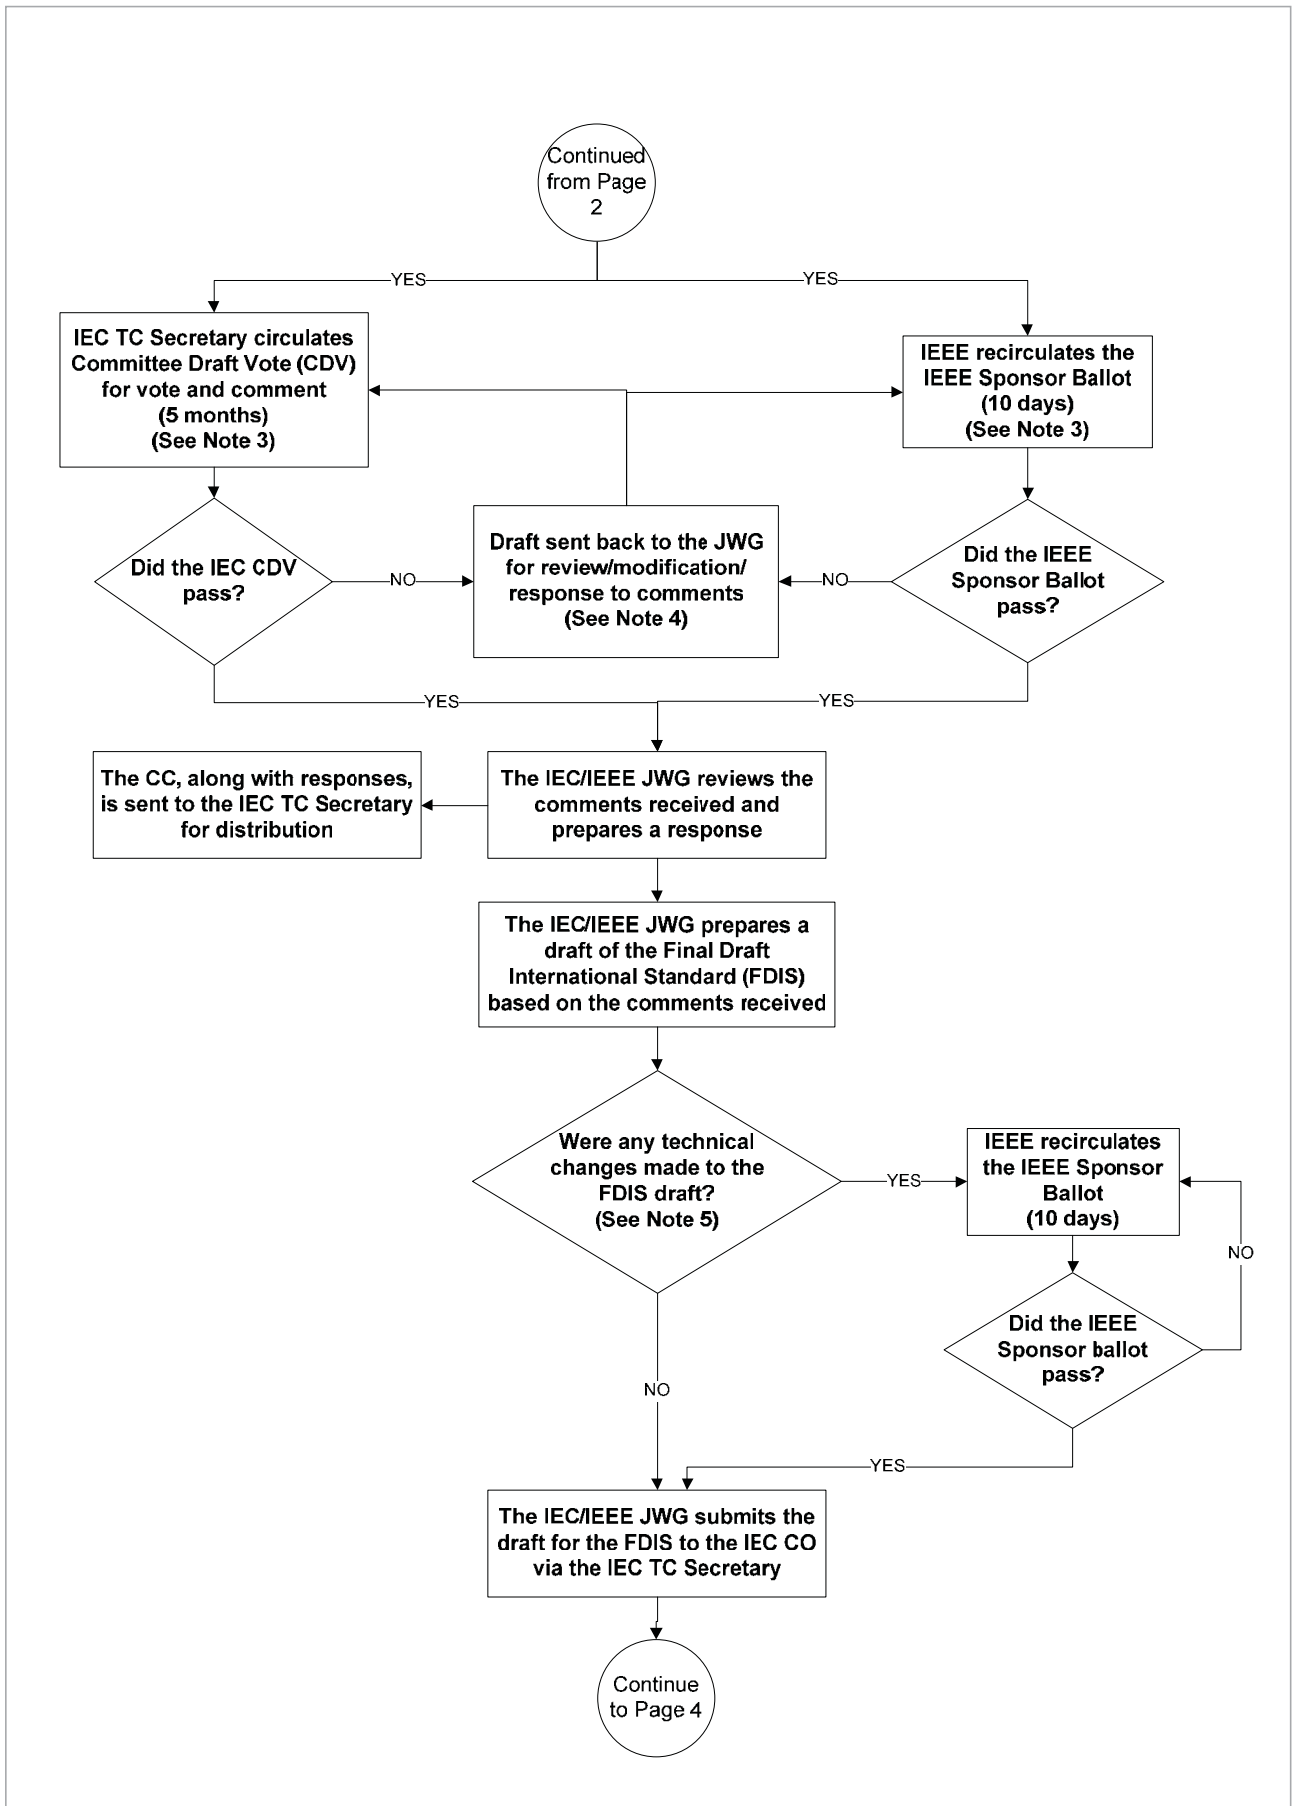 Continued
from Page
2
YES
YES
IEC TC Secretary circulates
Committee Draft Vote (CDV)
for vote and comment
(5 months)
(See Note 3)
IEEE recirculates the
IEEE Sponsor Ballot
(10 days)
(See Note 3)
Did the IEC CDV
pass?
NO
Draft sent back to the JWG
for review/modification/
response to comments
(See Note 4)
NO
Did the IEEE
Sponsor Ballot
pass?
YES
YES
The CC, along with responses,
is sent to the IEC TC Secretary
for distribution
The IEC/IEEE JWG reviews the
comments received and
prepares a response
The IEC/IEEE JWG prepares a
draft of the Final Draft
International Standard (FDIS)
based on the comments received
Were any technical
changes made to the
FDIS draft?
(See Note 5)
YES
IEEE recirculates
the IEEE Sponsor
Ballot
(10 days)
NO
Did the IEEE
Sponsor ballot
pass?
NO
YES
The IEC/IEEE JWG submits the
draft for the FDIS to the IEC CO
via the IEC TC Secretary
Continue
to Page 4